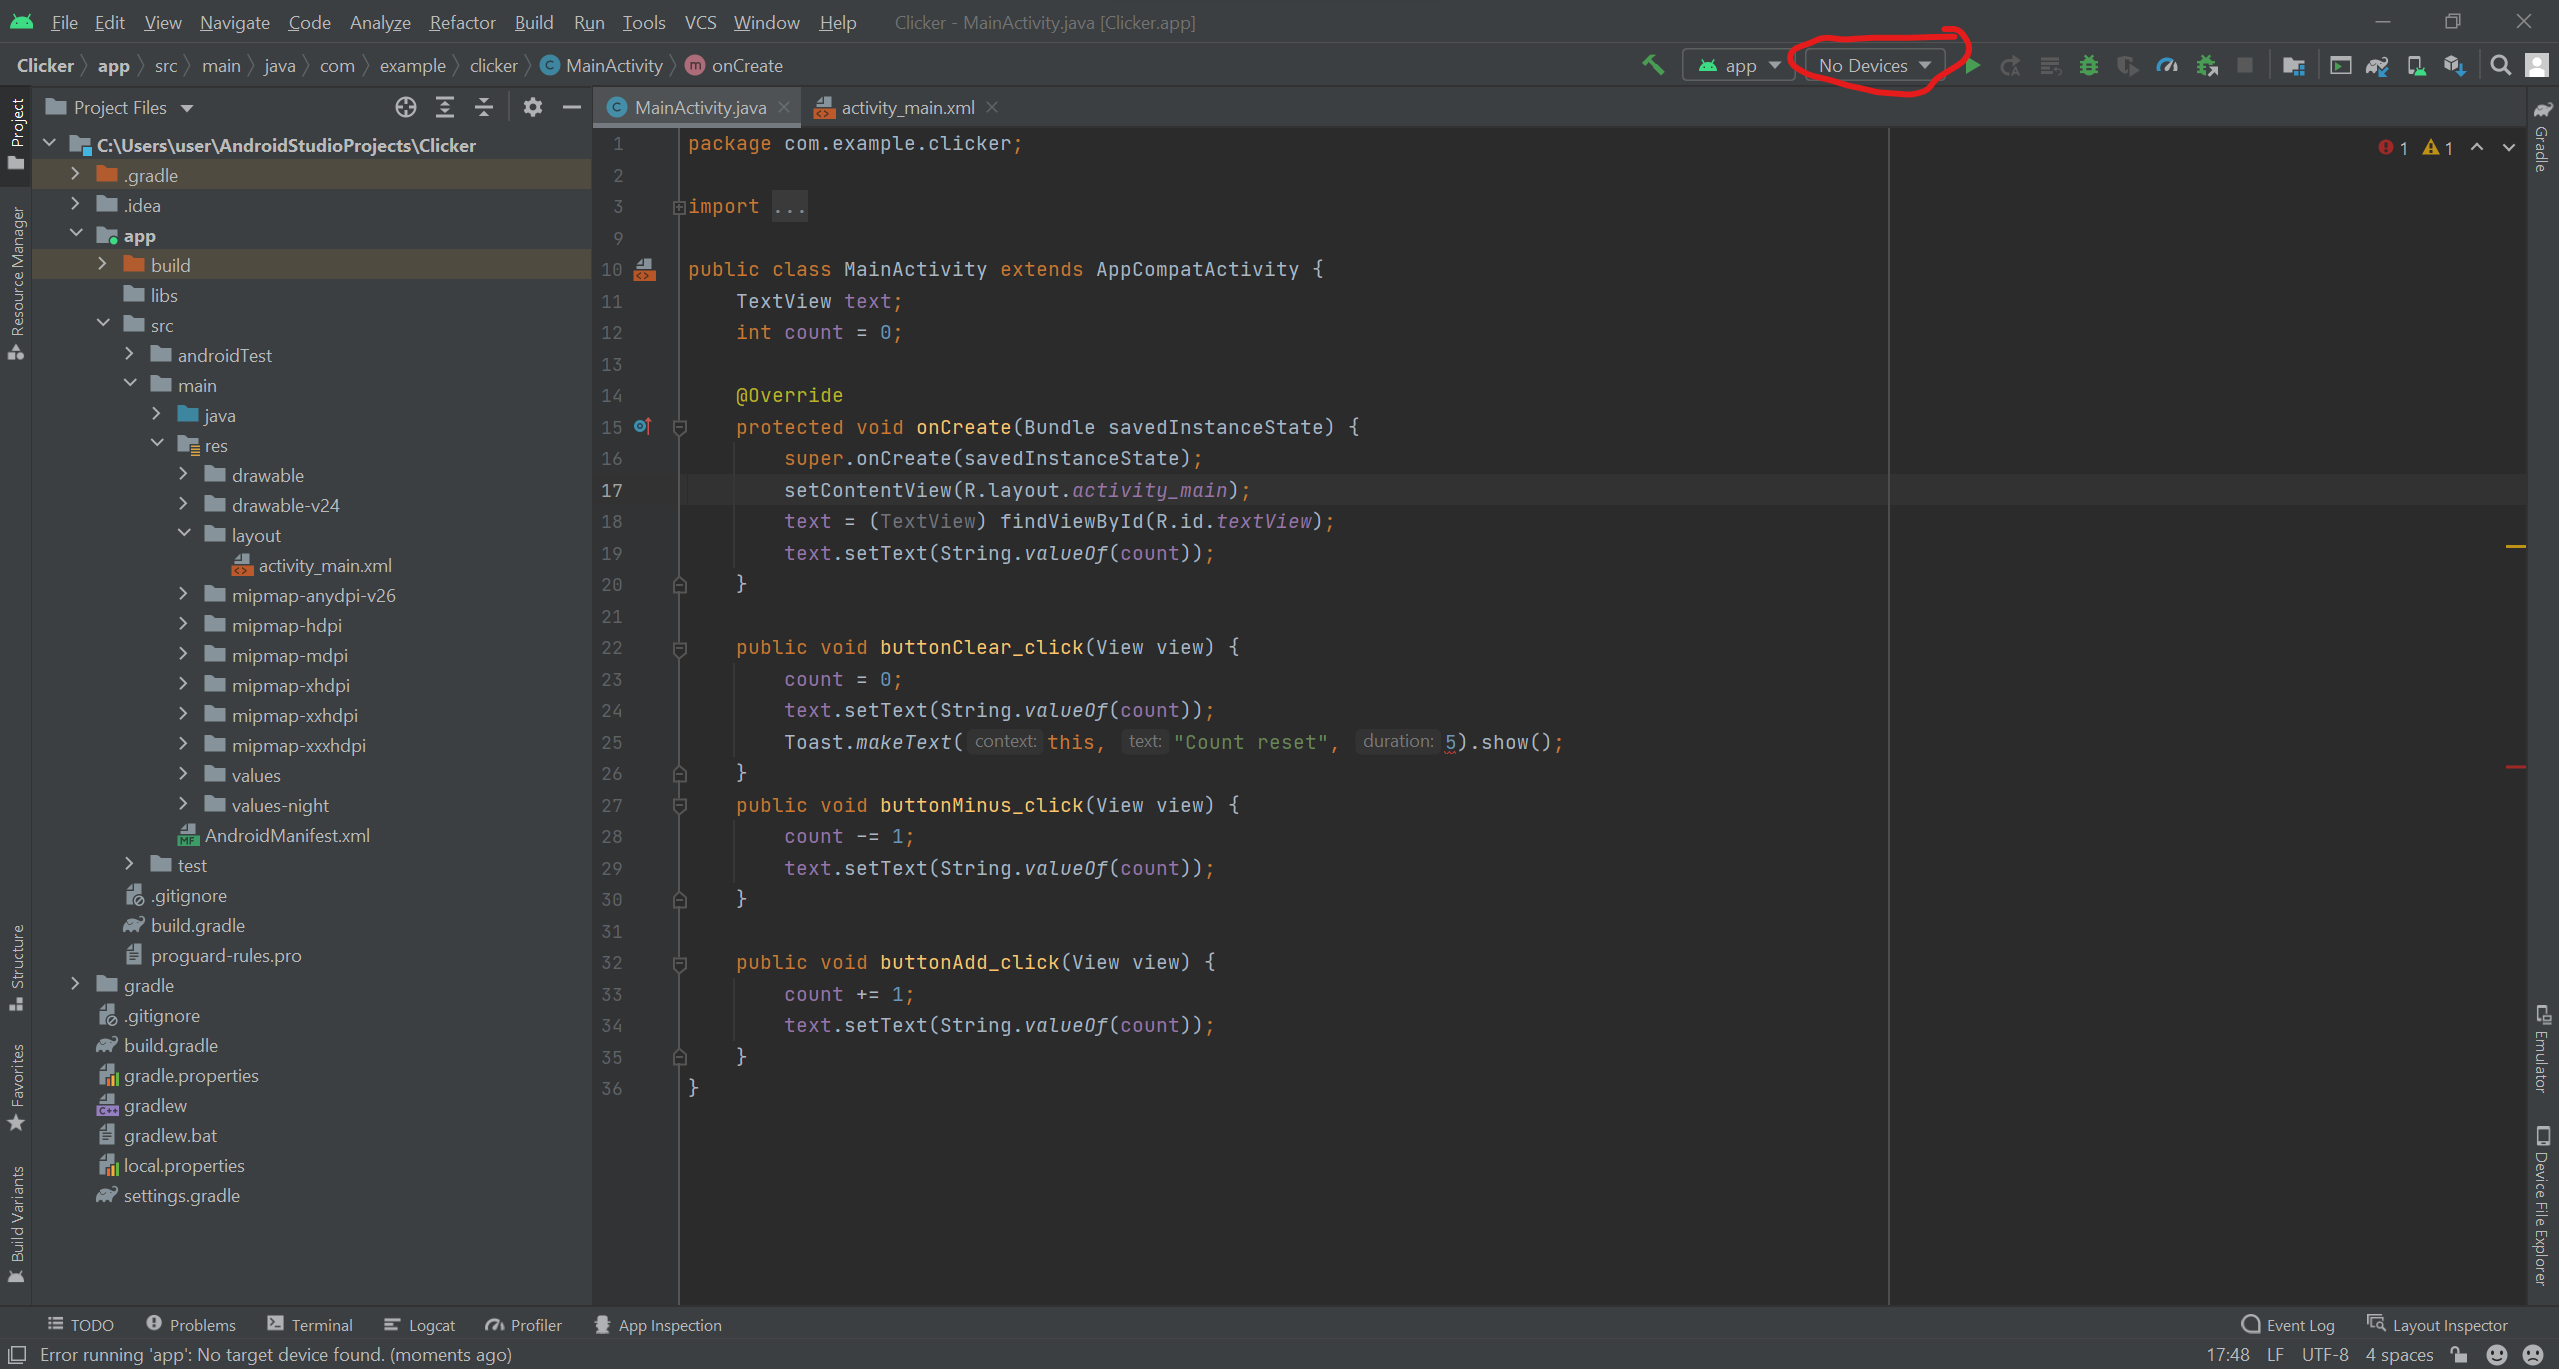 File Edit View Navigate Code Analyze Refactor Build Run Tools VCS Window Help Clicker - MainActivity.java [Clicker.app]
Clicker app src main java com example clicker C MainActivity m onCreate app No Devices
Project Files
MainActivity.java activity_main.xml
C:\Users\user\AndroidStudioProjects\Clicker
.gradle
.idea
app
build
libs
src
androidTest
main
java
res
drawable
drawable-v24
layout
activity_main.xml
mipmap-anydpi-v26
mipmap-hdpi
mipmap-mdpi
mipmap-xhdpi
mipmap-xxhdpi
mipmap-xxxhdpi
values
values-night
AndroidManifest.xml
test
.gitignore
build.gradle
proguard-rules.pro
gradle
.gitignore
build.gradle
gradle.properties
gradlew
gradlew.bat
local.properties
settings.gradle
Project
Resource Manager
Structure
Favorites
Build Variants
1 package com.example.clicker;
2
3 import ...
9
10 public class MainActivity extends AppCompatActivity {
11 TextView text;
12 int count = 0;
13
14 @Override
15 protected void onCreate(Bundle savedInstanceState) {
16 super.onCreate(savedInstanceState);
17 setContentView(R.layout.activity_main);
18 text = (TextView) findViewById(R.id.textView);
19 text.setText(String.valueOf(count));
20 }
21
22 public void buttonClear_click(View view) {
23 count = 0;
24 text.setText(String.valueOf(count));
25 Toast.makeText( context: this, text: "Count reset", duration: 5).show();
26 }
27 public void buttonMinus_click(View view) {
28 count -= 1;
29 text.setText(String.valueOf(count));
30 }
31
32 public void buttonAdd_click(View view) {
33 count += 1;
34 text.setText(String.valueOf(count));
35 }
36 }
1 1
Gradle
Emulator
Device File Explorer
TODO Problems Terminal Logcat Profiler App Inspection Event Log Layout Inspector
Error running 'app': No target device found. (moments ago) 17:48 LF UTF-8 4 spaces